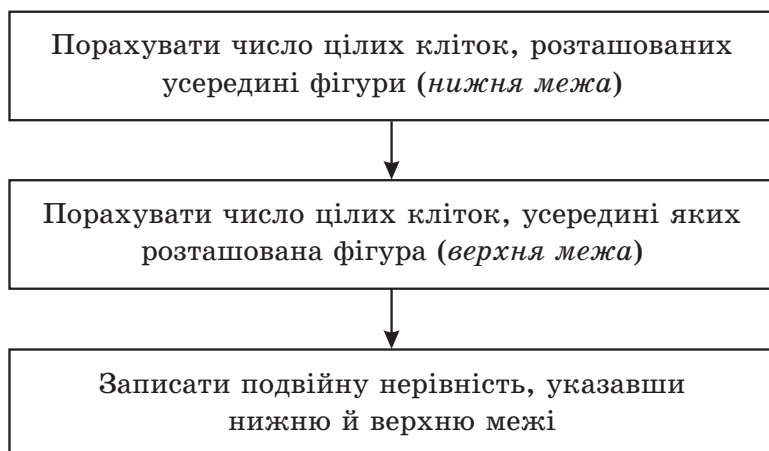 Порахувати число цілих кліток, розташованих
усередині фігури (нижня межа)
Порахувати число цілих кліток, усередині яких
розташована фігура (верхня межа)
Записати подвійну нерівність, указавши
нижню й верхню межі